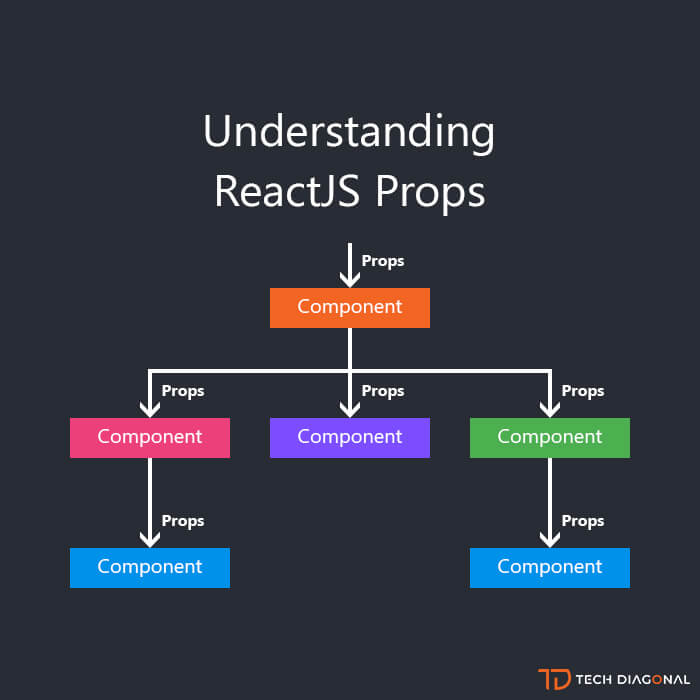 Understanding
ReactJS Props
Props
Component
Props
Props
Props
Component
Component
Component
Props
Props
Component
Component
TD TECH DIAGONAL